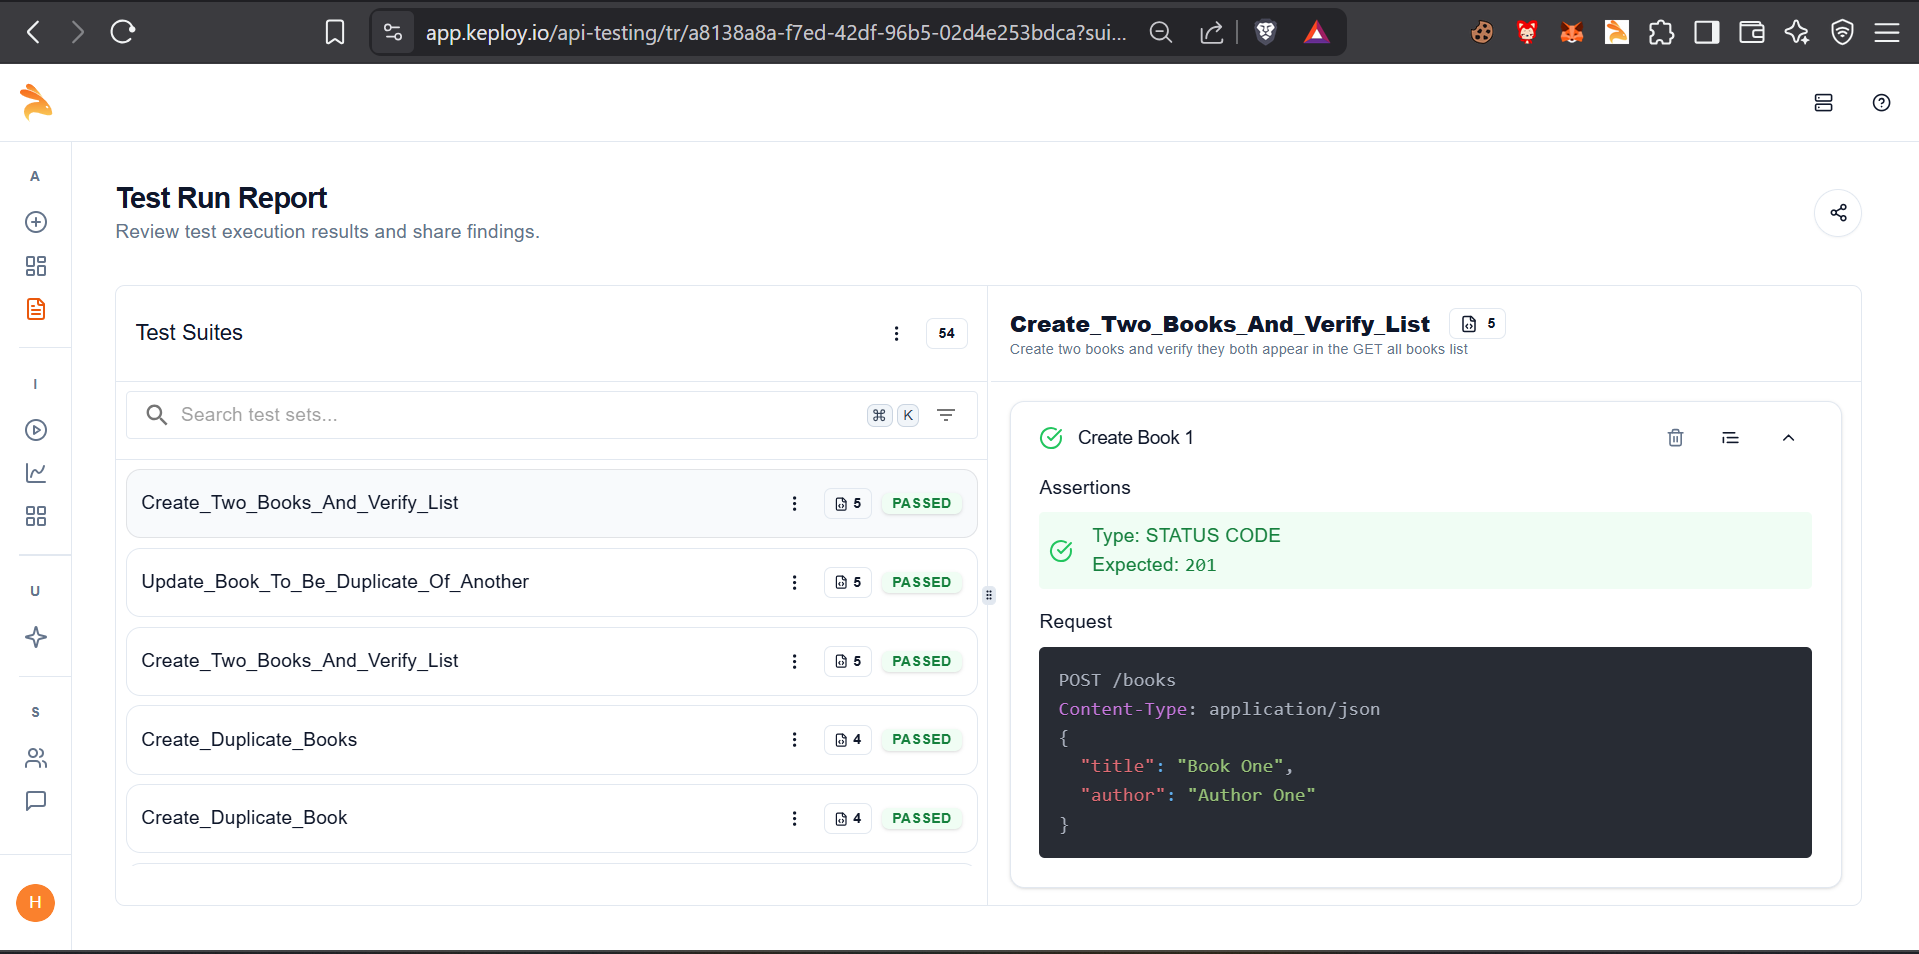 app.keploy.io/api-testing/tr/a8138a8a-f7ed-42df-96b5-02d4e253bdca?sui...
A
I
U
S
H
Test Run Report
Review test execution results and share findings.
Test Suites
54
Search test sets...
⌘ K
Create_Two_Books_And_Verify_List 5 PASSED
Update_Book_To_Be_Duplicate_Of_Another 5 PASSED
Create_Two_Books_And_Verify_List 5 PASSED
Create_Duplicate_Books 4 PASSED
Create_Duplicate_Book 4 PASSED
Create_Two_Books_And_Verify_List 5
Create two books and verify they both appear in the GET all books list
Create Book 1
Assertions
Type: STATUS CODE
Expected: 201
Request
POST /books
Content-Type: application/json
{
"title": "Book One",
"author": "Author One"
}